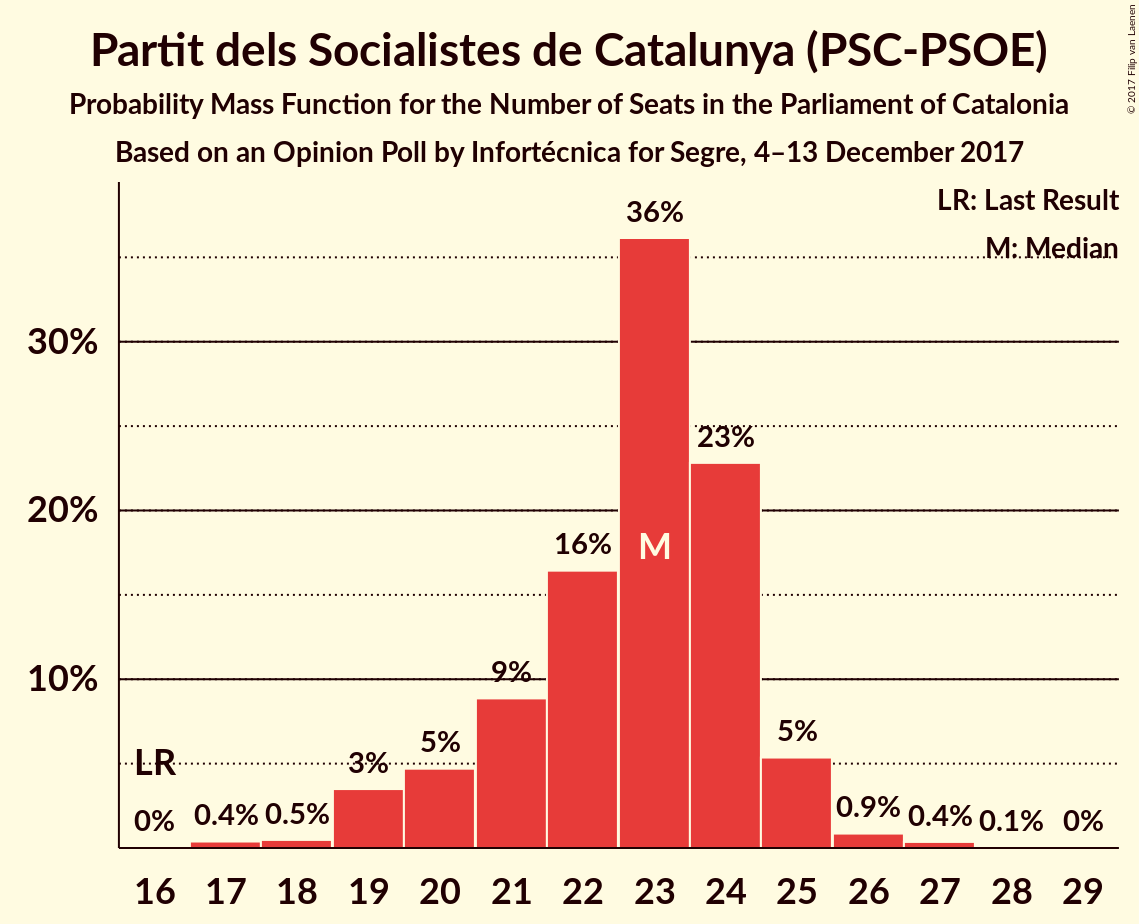 Partit dels Socialistes de Catalunya (PSC-PSOE)
Probability Mass Function for the Number of Seats in the Parliament of Catalonia
Based on an Opinion Poll by Infortécnica for Segre, 4–13 December 2017
© 2017 Filip van Laenen
LR: Last Result
M: Median
36%
30%
23%
20%
16%
M
10%
9%
5%
5%
3%
LR
0%
0.4%
0.5%
0.9%
0.4%
0.1%
0%
16 17 18 19 20 21 22 23 24 25 26 27 28 29